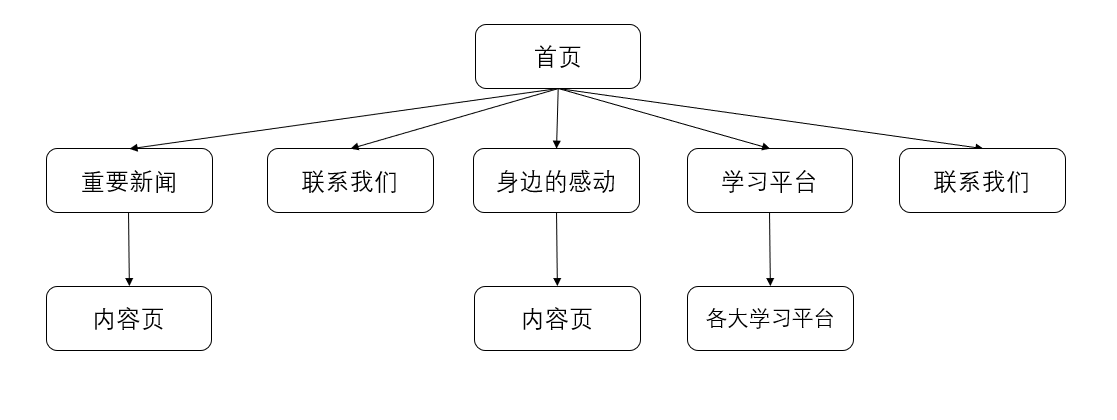 首页
重要新闻
联系我们
身边的感动
学习平台
联系我们
内容页
内容页
各大学习平台